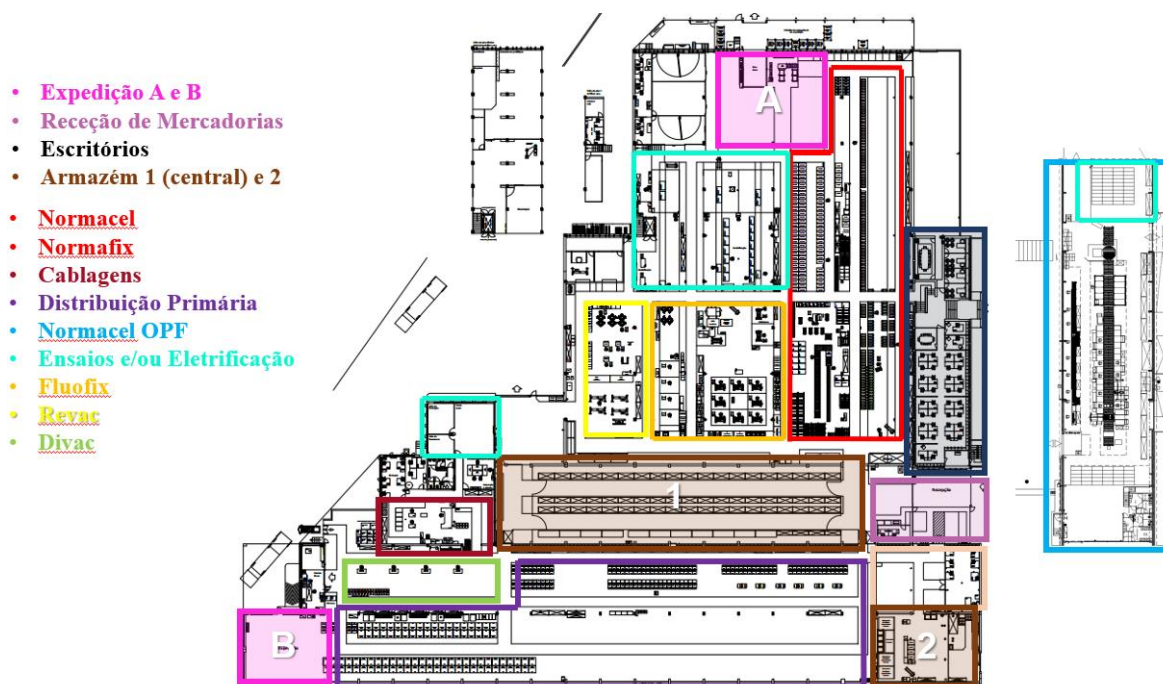 Expedição A e B
Receção de Mercadorias
Escritórios
Armazém 1 (central) e 2
Normacel
Normafix
Cablagens
Distribuição Primária
Normacel OPF
Ensaios e/ou Eletrificação
Fluofix
Revac
Divac
A
1
B
2